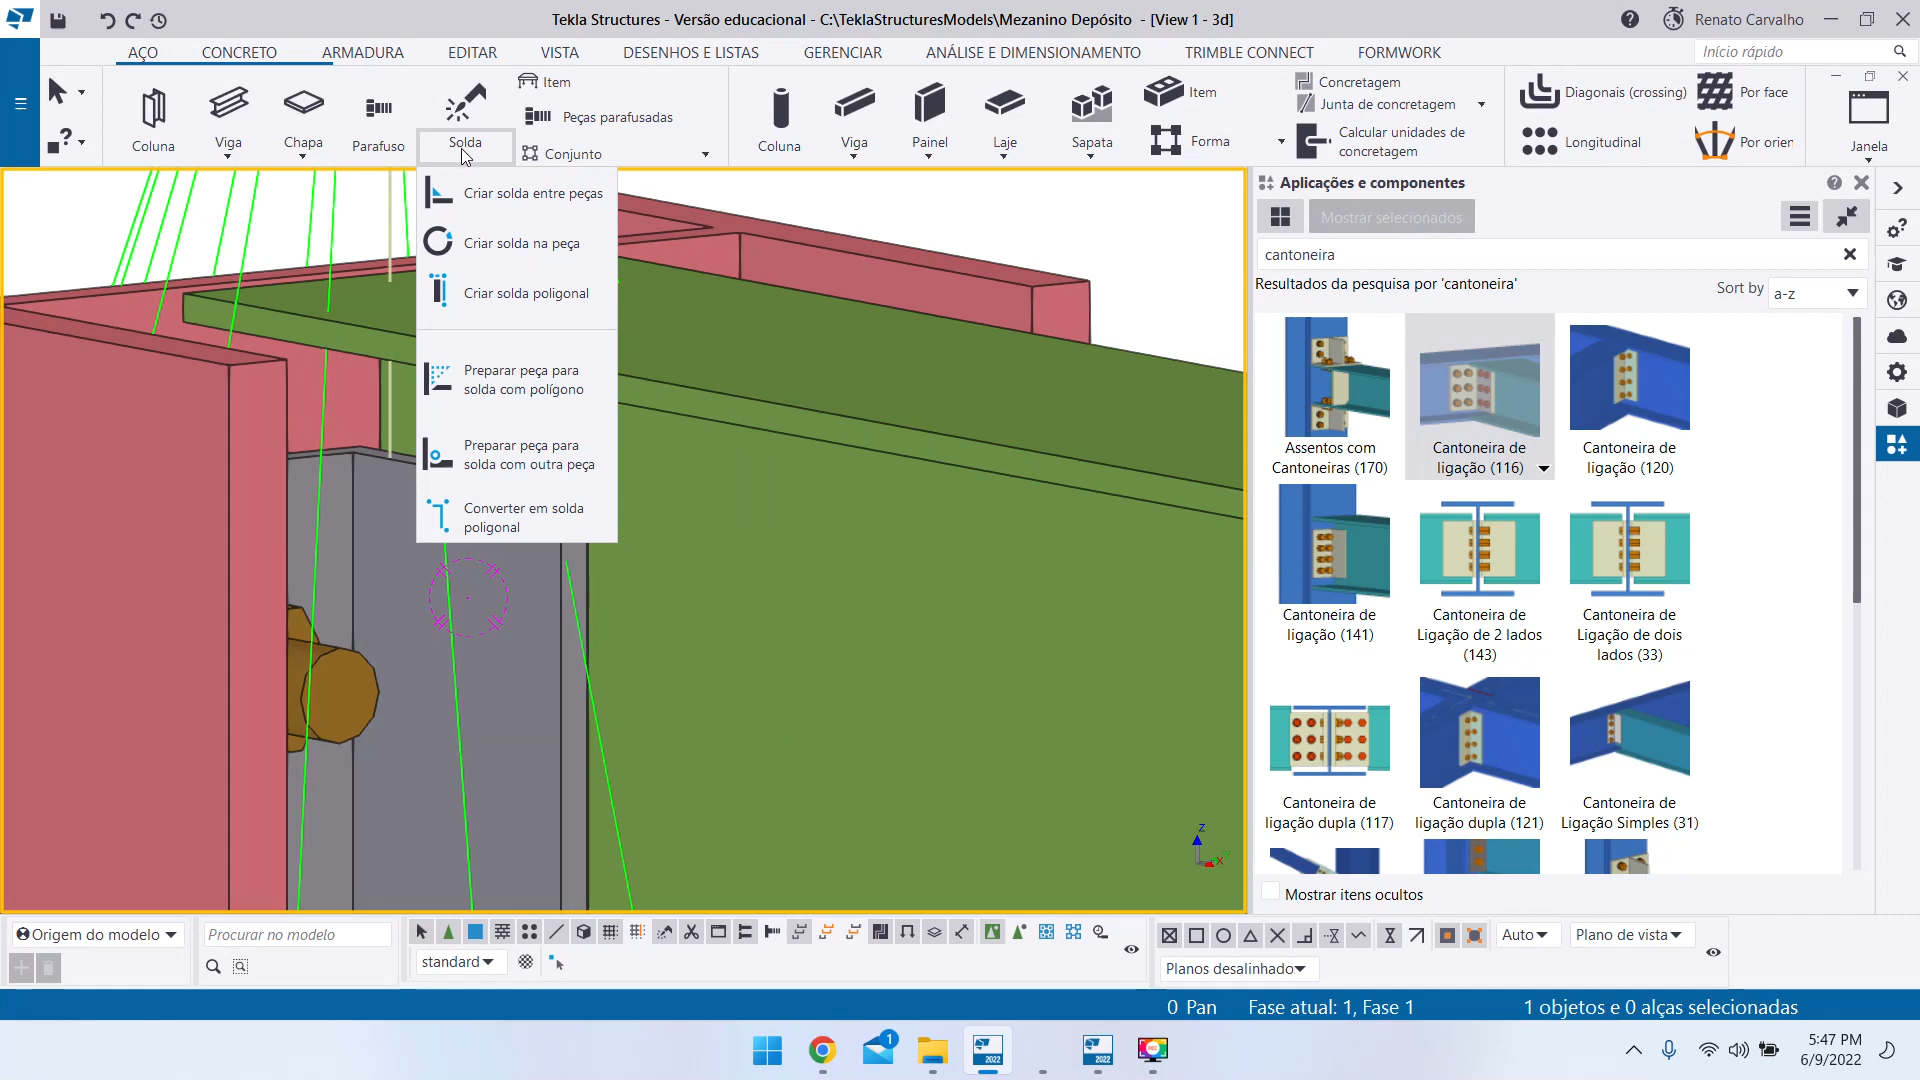 Tekla Structures - Versão educacional - C:\TeklaStructuresModels\Mezanino Depósito - [View 1 - 3d]
Renato Carvalho
AÇO
CONCRETO
ARMADURA
EDITAR
VISTA
DESENHOS E LISTAS
GERENCIAR
ANÁLISE E DIMENSIONAMENTO
TRIMBLE CONNECT
FORMWORK
Início rápido
Coluna
Viga
Chapa
Parafuso
Solda
Item
Peças parafusadas
Conjunto
Coluna
Viga
Painel
Laje
Sapata
Item
Forma
Concretagem
Junta de concretagem
Calcular unidades de
concretagem
Diagonais (crossing)
Longitudinal
Por face
Por orien
Janela
Criar solda entre peças
Criar solda na peça
Criar solda poligonal
Preparar peça para
solda com polígono
Preparar peça para
solda com outra peça
Converter em solda
poligonal
Aplicações e componentes
Mostrar selecionados
cantoneira
Resultados da pesquisa por 'cantoneira'
Sort by
a-z
Assentos com
Cantoneiras (170)
Cantoneira de
ligação (116)
Cantoneira de
ligação (120)
Cantoneira de
ligação (141)
Cantoneira de
Ligação de 2 lados
(143)
Cantoneira de
Ligação de dois
lados (33)
Cantoneira de
ligação dupla (117)
Cantoneira de
ligação dupla (121)
Cantoneira de
Ligação Simples (31)
Mostrar itens ocultos
Z
X
Origem do modelo
Procurar no modelo
standard
Auto
Plano de vista
Planos desalinhado
0 Pan
Fase atual: 1, Fase 1
1 objetos e 0 alças selecionadas
1
2022
2022
REC
5:47 PM
6/9/2022